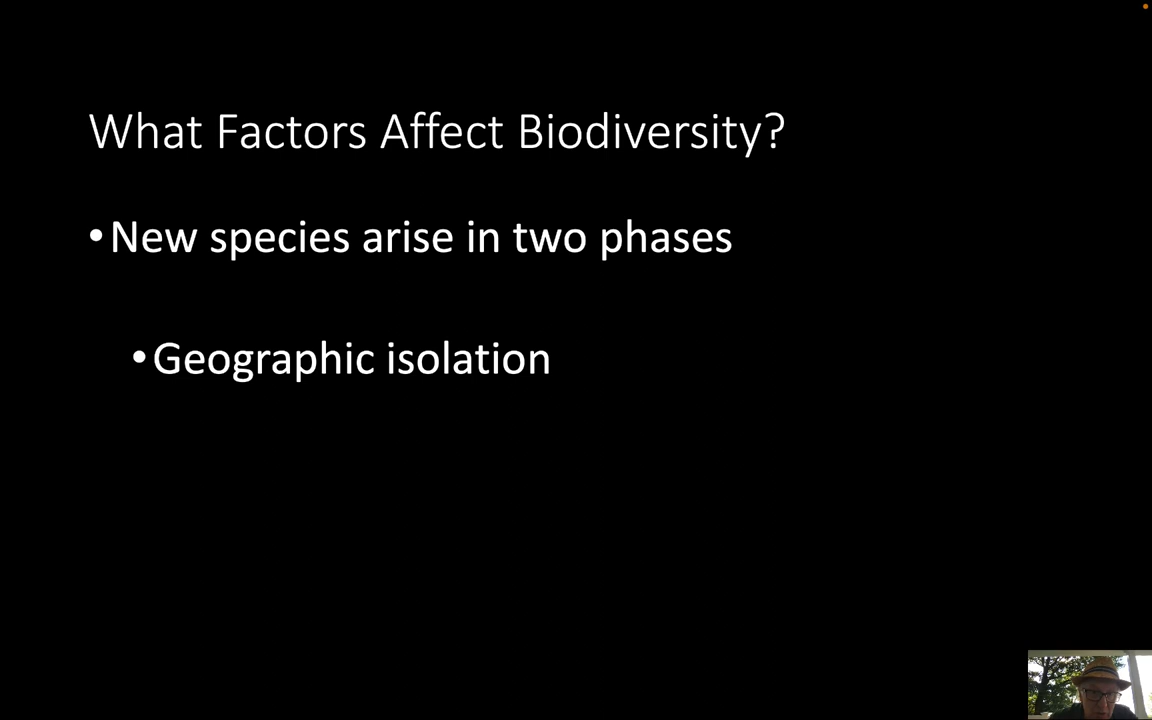 What Factors Affect Biodiversity?
•New species arise in two phases
•Geographic isolation